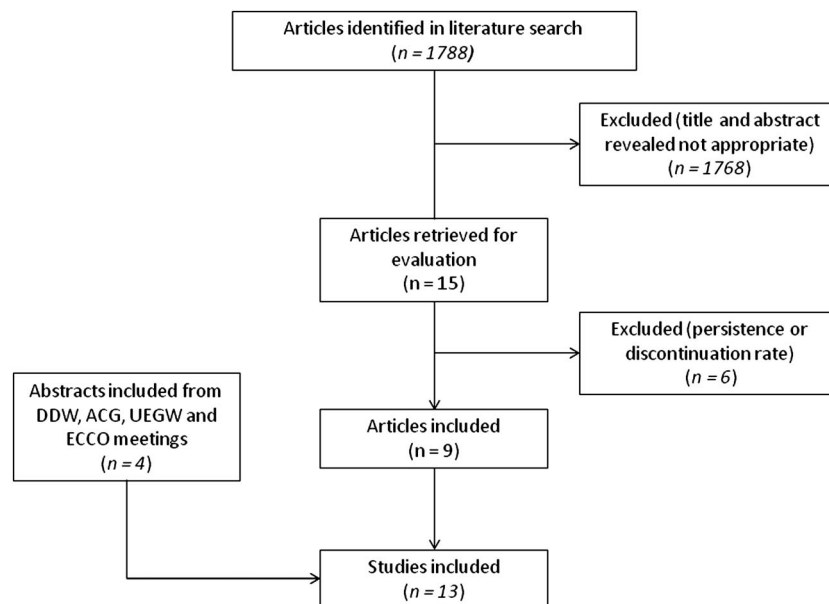 Articles identified in literature search
(n = 1788)
Excluded (title and abstract
revealed not appropriate)
(n = 1768)
Articles retrieved for
evaluation
(n = 15)
Excluded (persistence or
discontinuation rate)
(n = 6)
Abstracts included from
DDW, ACG, UEGW and
ECCO meetings
(n = 4)
Articles included
(n = 9)
Studies included
(n = 13)